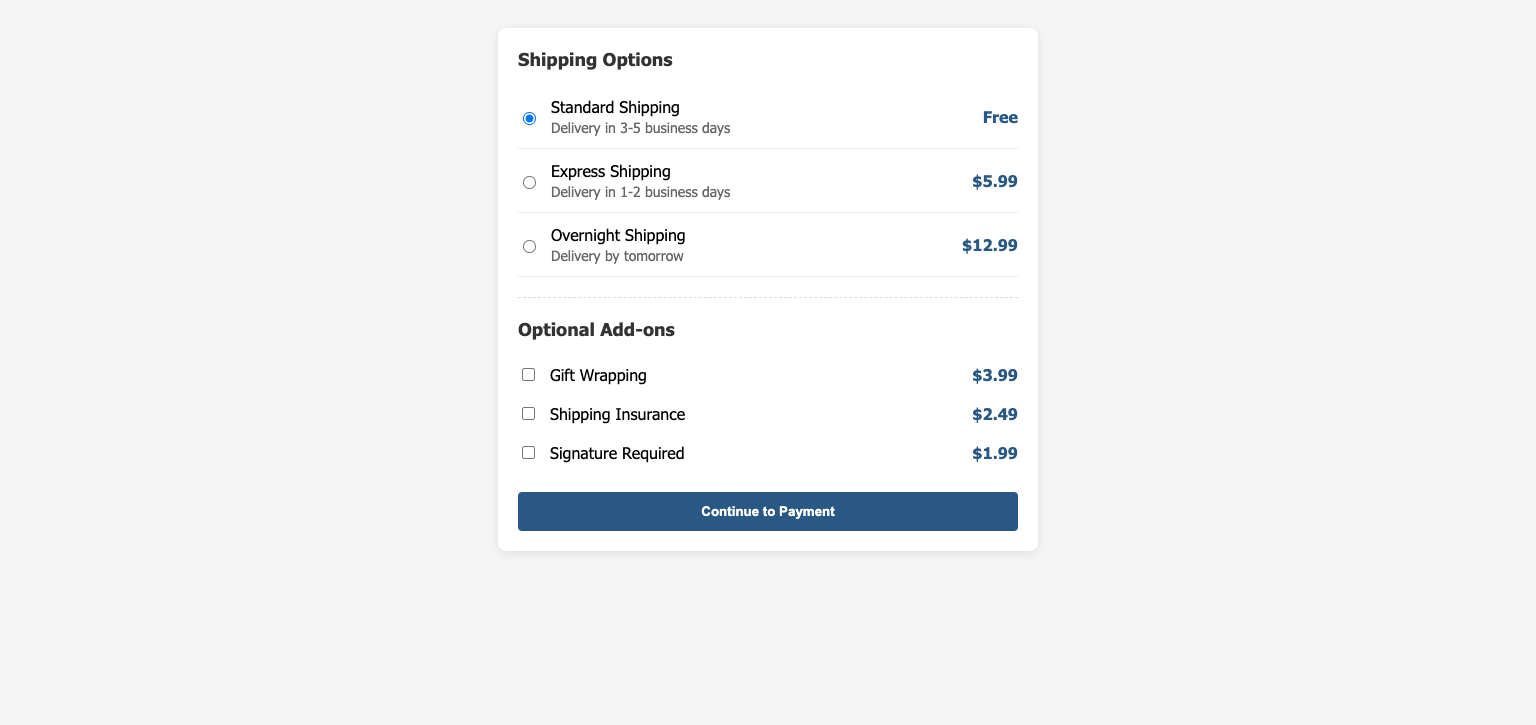 Shipping Options
Standard Shipping
Delivery in 3-5 business days
Free
Express Shipping
Delivery in 1-2 business days
$5.99
Overnight Shipping
Delivery by tomorrow
$12.99
Optional Add-ons
Gift Wrapping $3.99
Shipping Insurance $2.49
Signature Required $1.99
Continue to Payment